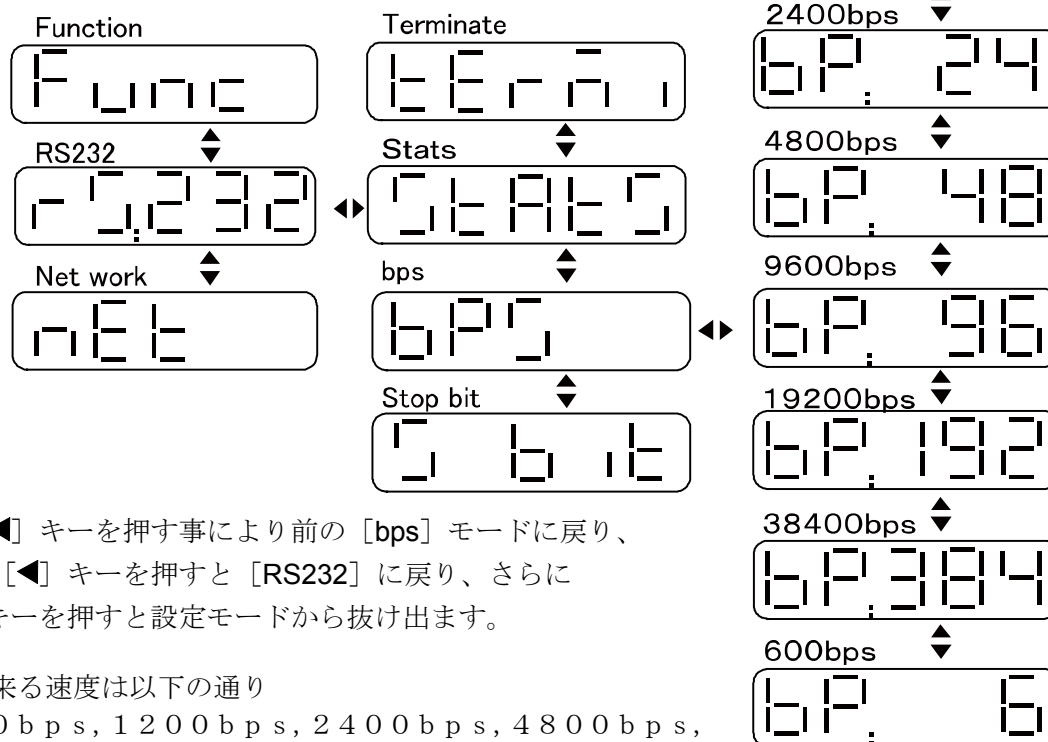 Function
Func
RS232
rS.232
Net work
nEt
Terminate
tErmi
Stats
StAtS
bps
bPS
Stop bit
S bit
2400bps
bP. 24
4800bps
bP. 48
9600bps
bP. 96
19200bps
bP.192
38400bps
bP.384
600bps
bP. 6
◀］キーを押す事により前の［bps］モードに戻り、
［◀］キーを押すと［RS232］に戻り、さらに
キーを押すと設定モードから抜け出ます。
来る速度は以下の通り
０ｂｐｓ,１２００ｂｐｓ,２４００ｂｐｓ,４８００ｂｐｓ,